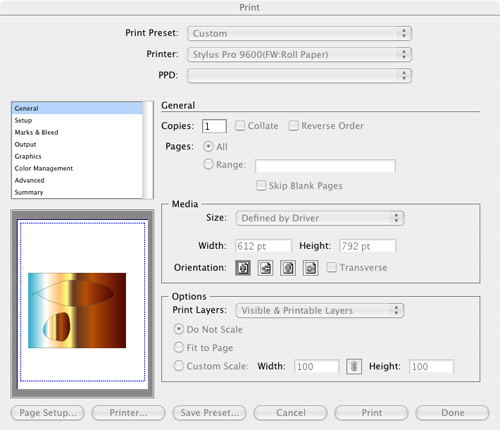 Print
Print Preset: Custom
Printer: Stylus Pro 9600(FW:Roll Paper)
PPD:
General
Setup
Marks & Bleed
Output
Graphics
Color Management
Advanced
Summary
General
Copies: 1 Collate Reverse Order
Pages: All
Range:
Skip Blank Pages
Media
Size: Defined by Driver
Width: 612 pt Height: 792 pt
Orientation: Transverse
Options
Print Layers: Visible & Printable Layers
Do Not Scale
Fit to Page
Custom Scale: Width: 100 Height: 100
Page Setup... Printer... Save Preset... Cancel Print Done